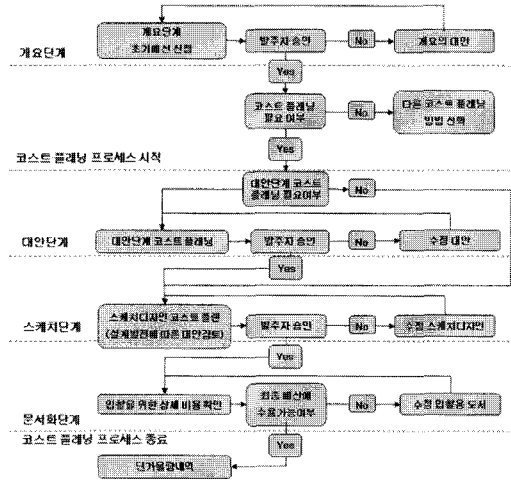 개요단계
초기예산 선정
발주자 승인
No
개요의 대안
개요단계
Yes
코스트 플래닝
필요 여부
No
다른 코스트 플래닝
방법 선택
코스트 플래닝 프로세스 시작
Yes
대안단계 코스트
플래닝 필요여부
No
대안단계 코스트 플래닝
발주자 승인
No
수정 대안
대안단계
Yes
스케치디자인 코스트 플랜
(설계발전에 따른 대안검토)
발주자 승인
No
수정 스케치디자인
스케치단계
Yes
입찰을 위한 상세 비용 확인
최종 예산에
수용가능여부
No
수정 입찰용 도서
문서화단계
코스트 플래닝 프로세스 종료
Yes
단가물량내역